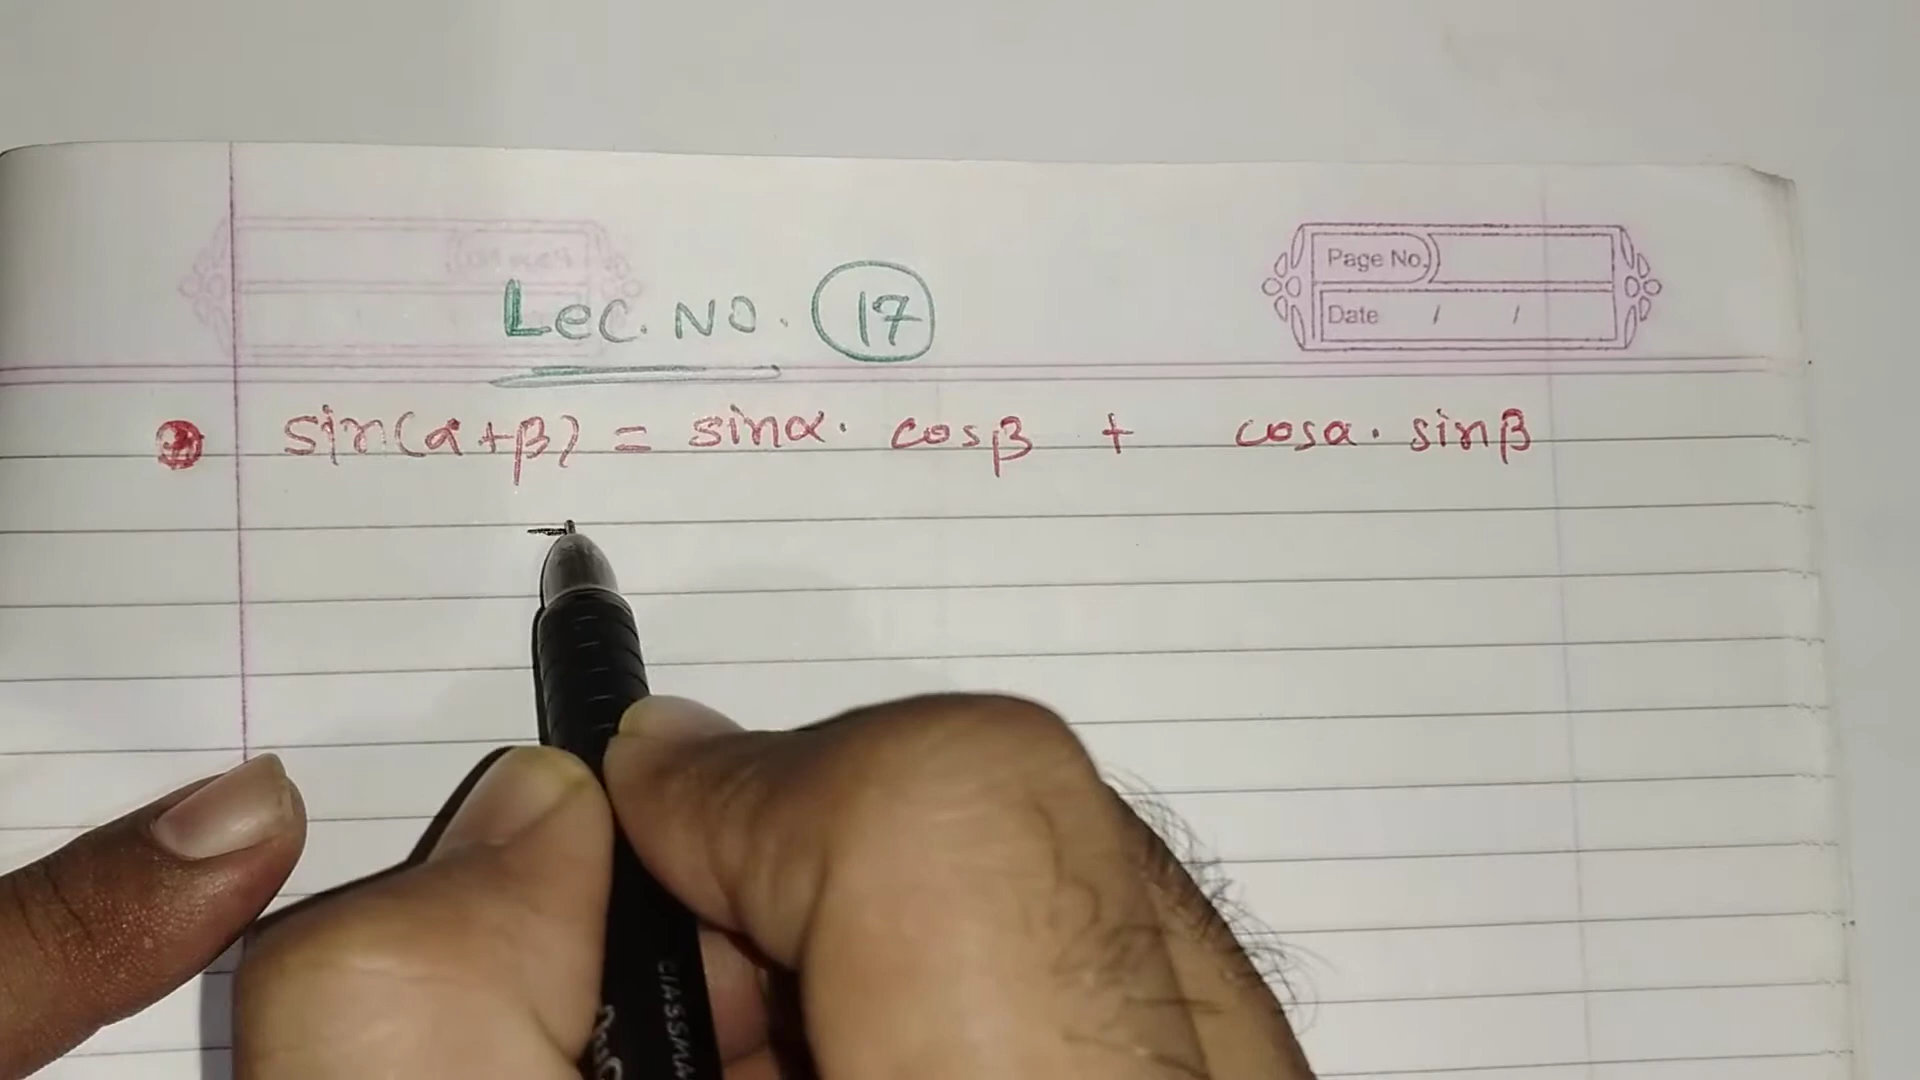 Page No.
Lec. No. 17
Date / /
sin(α+β) = sinα · cosβ + cosα · sinβ